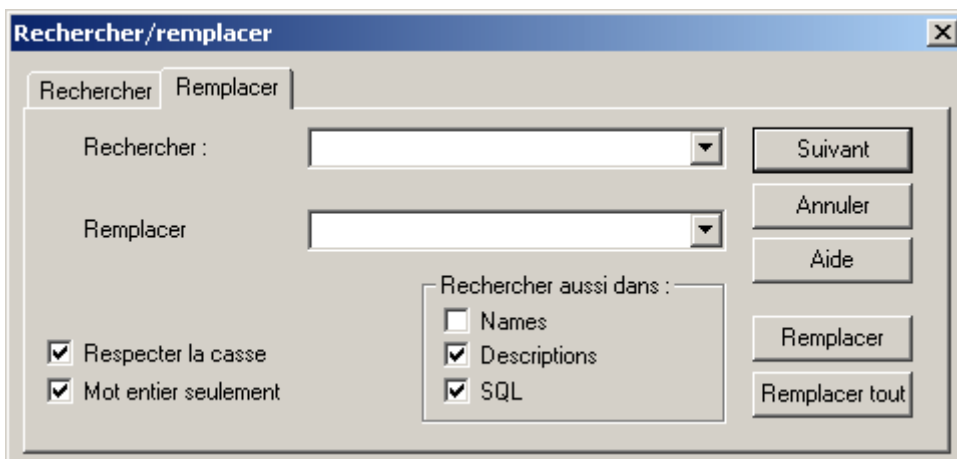 Rechercher/remplacer
Rechercher Remplacer
Rechercher :
Suivant
Annuler
Remplacer
Aide
Rechercher aussi dans :
Names
Remplacer
Respecter la casse
Descriptions
Mot entier seulement
SQL
Remplacer tout